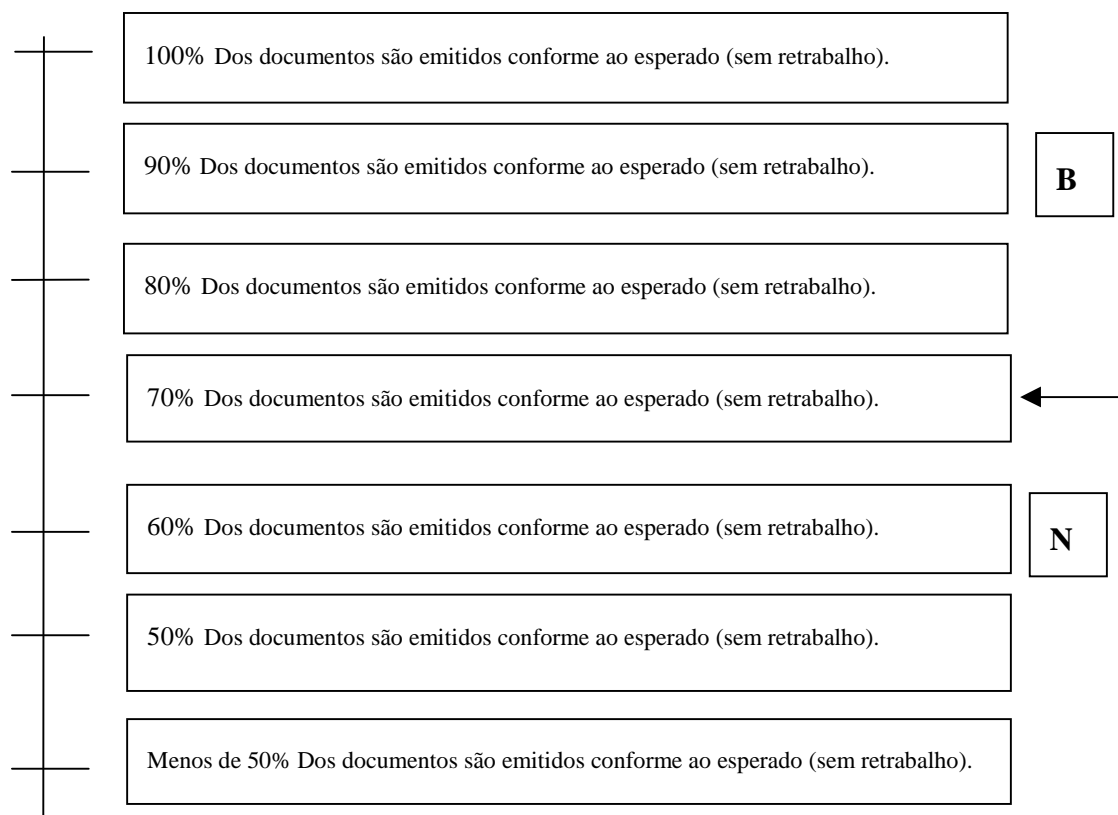 100% Dos documentos são emitidos conforme ao esperado (sem retrabalho).
90% Dos documentos são emitidos conforme ao esperado (sem retrabalho).
B
80% Dos documentos são emitidos conforme ao esperado (sem retrabalho).
70% Dos documentos são emitidos conforme ao esperado (sem retrabalho).
60% Dos documentos são emitidos conforme ao esperado (sem retrabalho).
N
50% Dos documentos são emitidos conforme ao esperado (sem retrabalho).
Menos de 50% Dos documentos são emitidos conforme ao esperado (sem retrabalho).